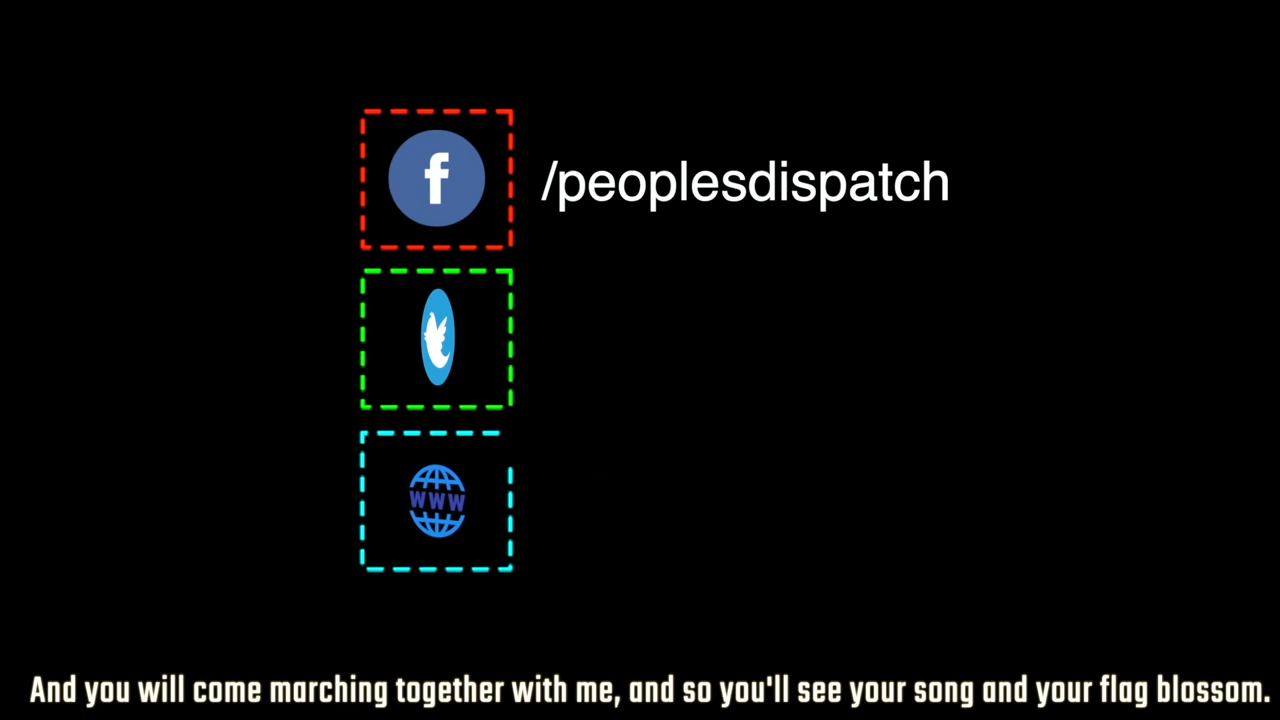 f
/peoplesdispatch
WWW
And you will come marching together with me, and so you'll see your song and your flag blossom.